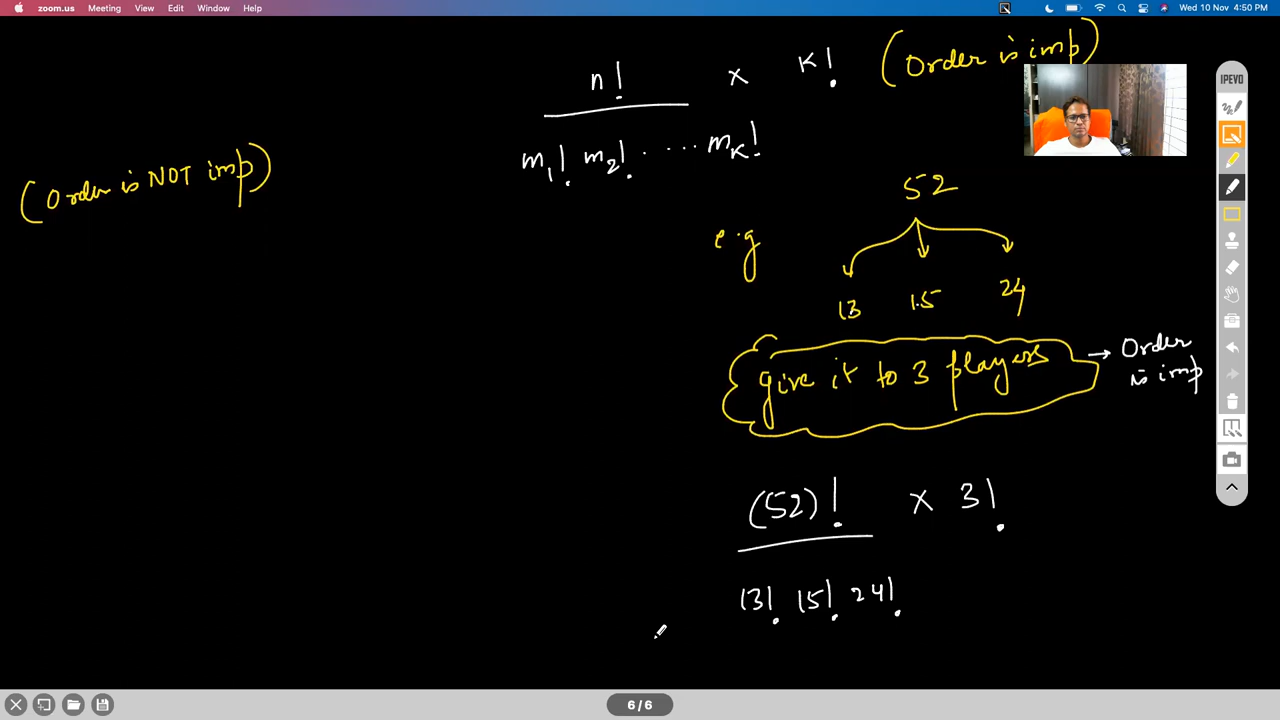 zoom.us Meeting View Edit Window Help Wed 10 Nov 4:50 PM
n! x k! (Order is imp)
m1! m2! .... mk!
IPEVO
(Order is NOT imp)
52
e.g
13 15 24
give it to 3 players → Order is imp
(52)! x 3!
13! 15! 24!
6/6